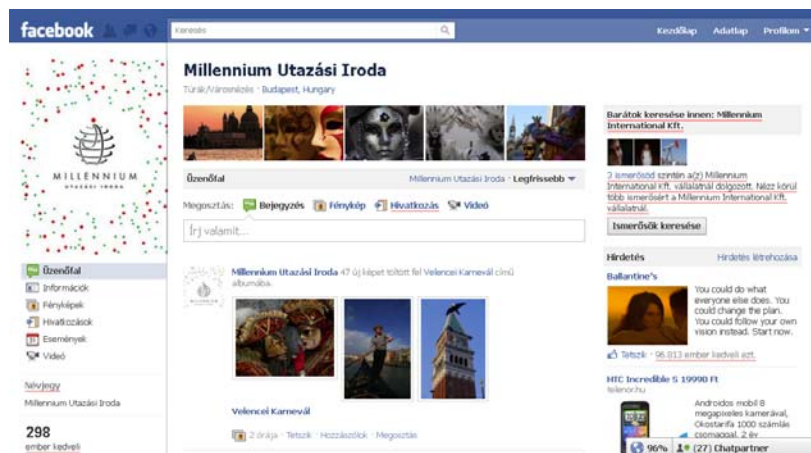 facebook
Keresés
Kezdőlap Adatlap Profilom
Millennium Utazási Iroda
Túrák/Városnézés · Budapest, Hungary
MILLENNIUM
UTAZÁSI IRODA
Üzenőfal
Millennium Utazási Iroda · Legfrissebb
Megosztás: Bejegyzés Fénykép Hivatkozás Videó
Írj valamit...
Üzenőfal
Információk
Fényképek
Hivatkozások
Események
Videó
Névjegy
Millennium Utazási Iroda
298
ember kedveli
Millennium Utazási Iroda 47 új képet töltött fel Velencei Karnevál című
albumába.
MILLENNIUM
Velencei Karnevál
2 órája · Tetszik · Hozzászólok · Megosztás
Barátok keresése innen: Millennium
International Kft.
3 ismerősöd szintén a(z) Millennium
International Kft. vállalatnál dolgozott. Nézz körül
több ismerősért a Millennium International Kft.
vállalatnál.
Ismerősök keresése
Hirdetés Hirdetés létrehozása
Ballantine's
You could do what
everyone else does. You
could change the plan.
You could follow your own
vision instead. Start now.
Tetszik · 96.813 ember kedveli ezt.
HTC Incredible S 19990 Ft
telenor.hu
Androidos mobil 8
megapixeles kamerával,
Okostarifa 1000 számlás
csomaggal. 2 év
96% (27) Chatpartner